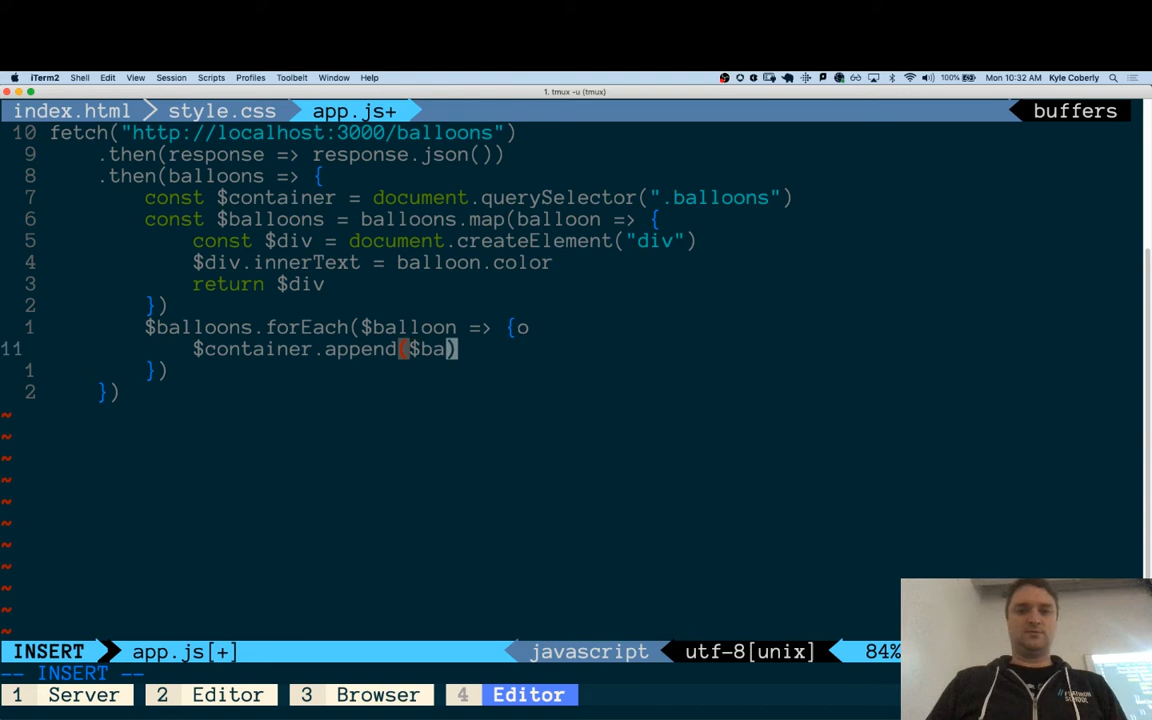 iTerm2 Shell Edit View Session Scripts Profiles Toolbelt Window Help 100% Mon 10:32 AM Kyle Coberly
1. tmux -u (tmux)
index.html style.css app.js+ buffers
10 fetch("http://localhost:3000/balloons")
9 .then(response => response.json())
8 .then(balloons => {
7 const $container = document.querySelector(".balloons")
6 const $balloons = balloons.map(balloon => {
5 const $div = document.createElement("div")
4 $div.innerText = balloon.color
3 return $div
2 })
1 $balloons.forEach($balloon => {o
11 $container.append($ba)
1 })
2 })
~
~
~
~
~
~
~
~
~
~
~
INSERT app.js[+] javascript utf-8[unix] 84%
-- INSERT --
1 Server 2 Editor 3 Browser 4 Editor
// FLATIRON
SCHOOL